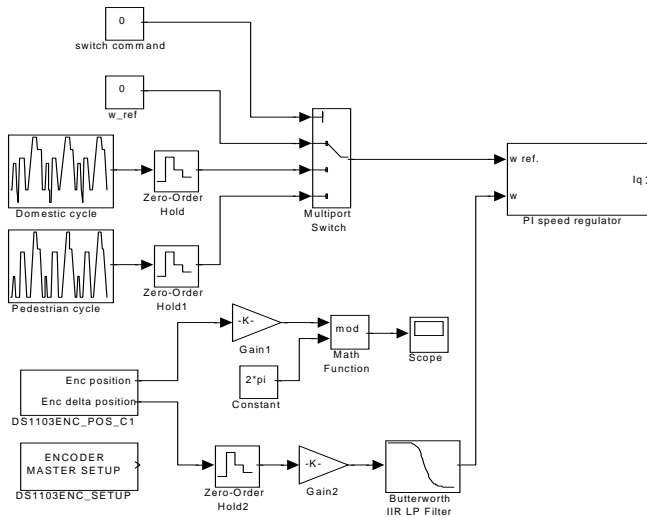 0
switch command
0
w_ref
Domestic cycle
Zero-Order
Hold
Multiport
Switch
w ref.
w
Iq
PI speed regulator
Pedestrian cycle
Zero-Order
Hold1
-K-
Gain1
mod
Math
Function
Scope
2*pi
Constant
Enc position
Enc delta position
DS1103ENC_POS_C1
ENCODER
MASTER SETUP
DS1103ENC_SETUP
Zero-Order
Hold2
-K-
Gain2
Butterworth
IIR LP Filter